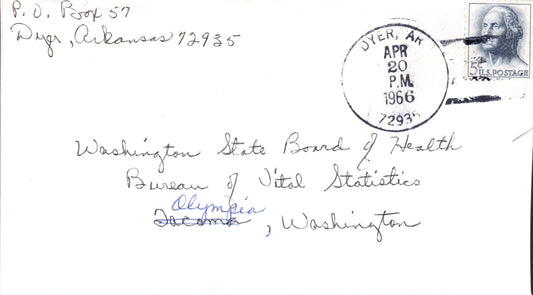 P. O. Box 57
Dyer, Arkansas 72935
DYER, AR
APR
20
P.M.
1966
72935
5¢
U.S. POSTAGE
Washington State Board of Health
Bureau of Vital Statistics
Olympia
Tacoma, Washington